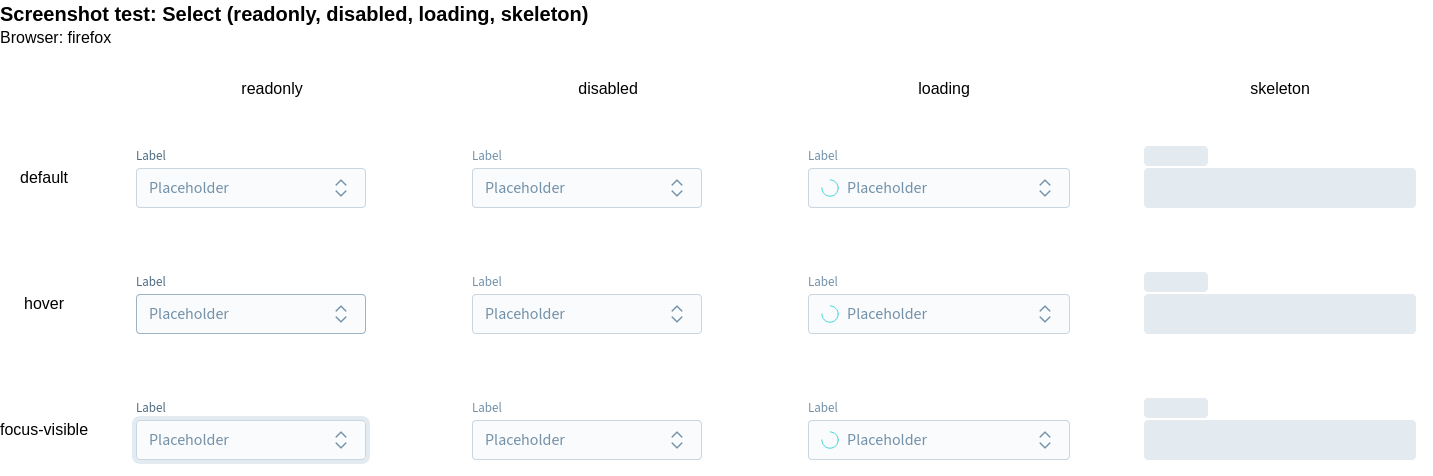 Screenshot test: Select (readonly, disabled, loading, skeleton)
Browser: firefox
readonly disabled loading skeleton
Label Label Label
default Placeholder Placeholder Placeholder
Label Label Label
hover Placeholder Placeholder Placeholder
Label Label Label
focus-visible Placeholder Placeholder Placeholder